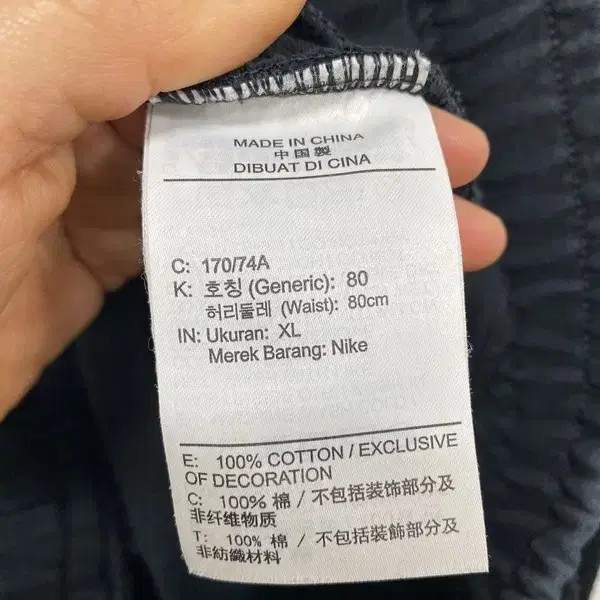 MADE IN CHINA
中国製
DIBUAT DI CINA
C: 170/74A
K: 호칭 (Generic): 80
허리둘레 (Waist): 80cm
IN: Ukuran: XL
Merek Barang: Nike
E: 100% COTTON / EXCLUSIVE
OF DECORATION
C: 100% 棉 / 不包括装饰部分及
非纤维物质
T: 100% 棉 / 不包括裝飾部分及
非紡織材料